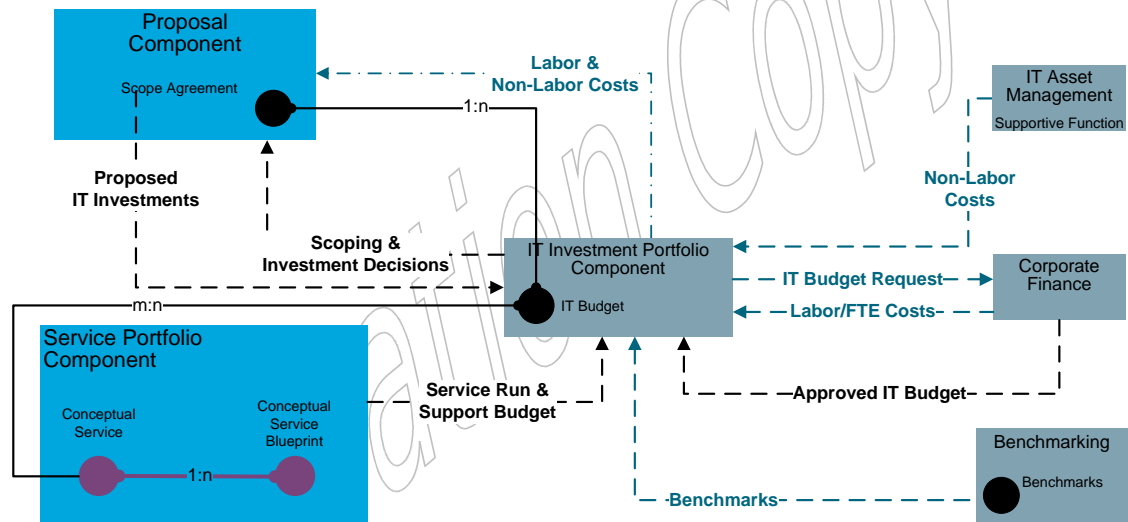 Proposal
Component
Scope Agreement
Labor &
Non-Labor Costs
1:n
IT Asset
Management
Supportive Function
Proposed
IT Investments
Non-Labor
Costs
Scoping &
Investment Decisions
IT Investment Portfolio
Component
IT Budget
IT Budget Request
Labor/FTE Costs
Corporate
Finance
m:n
Service Portfolio
Component
Conceptual
Service
Conceptual
Service
Blueprint
1:n
Service Run &
Support Budget
Approved IT Budget
Benchmarking
Benchmarks
Benchmarks
Copy